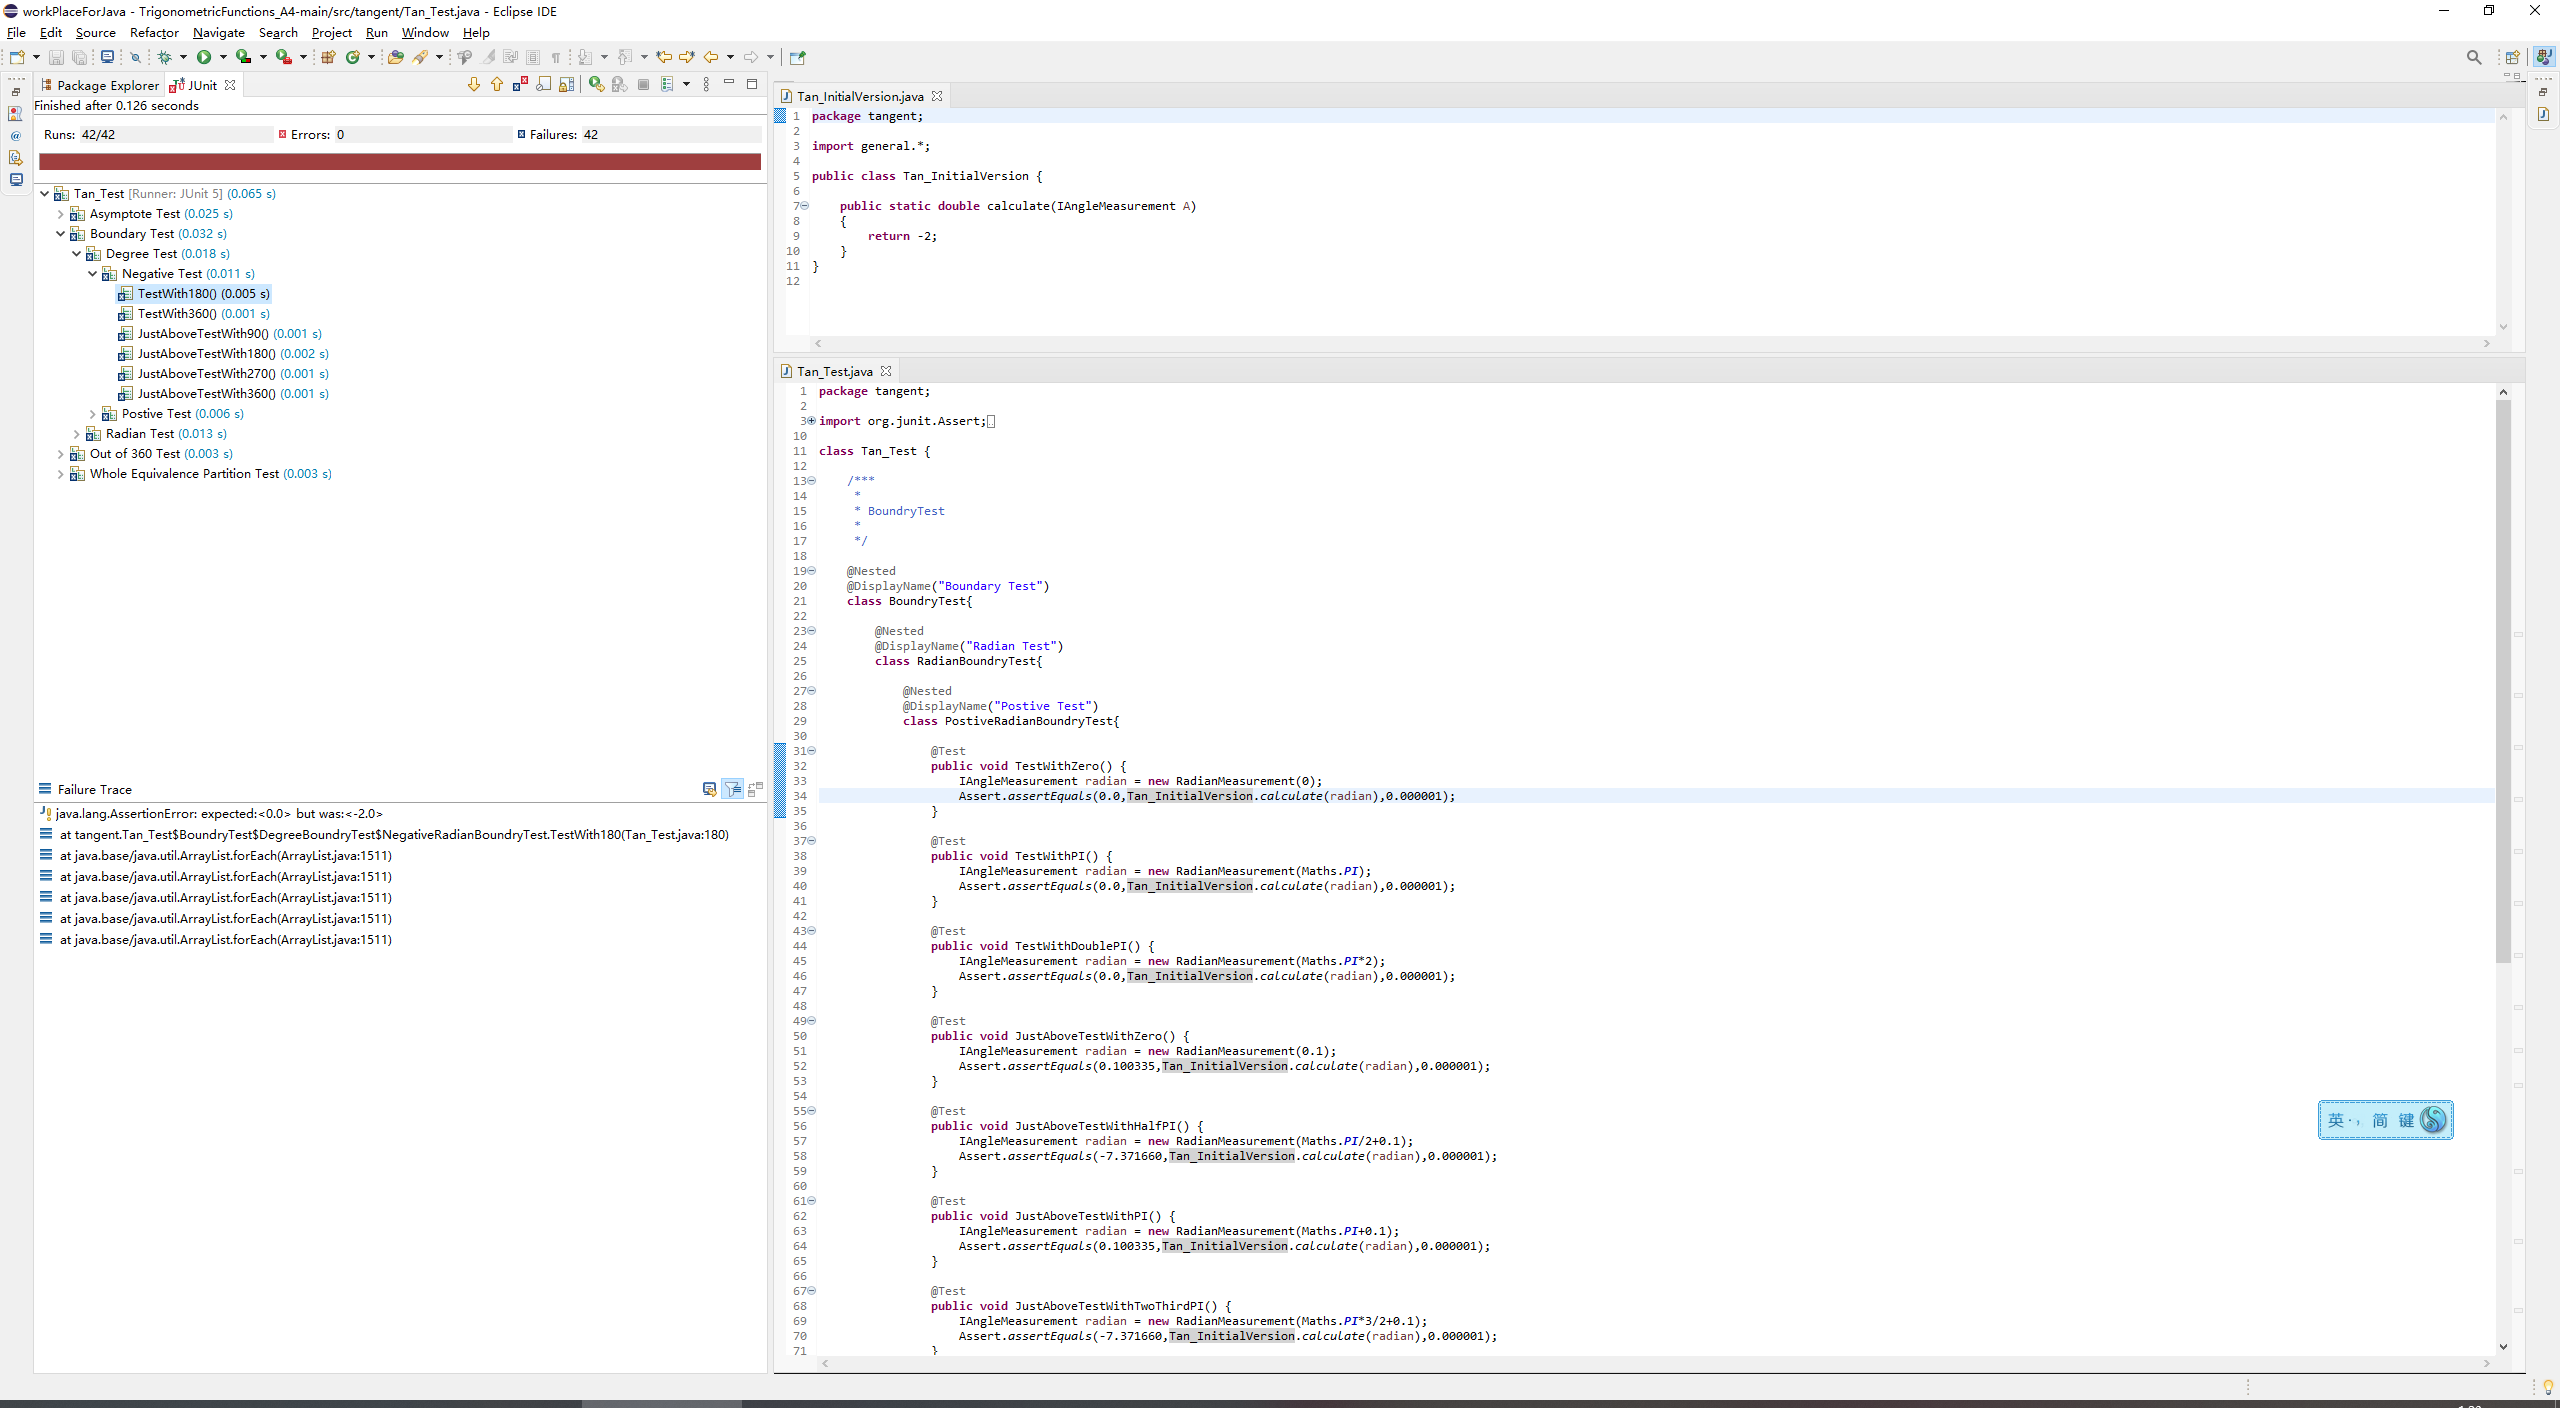 workPlaceForJava - TrigonometricFunctions_A4-main/src/tangent/Tan_Test.java - Eclipse IDE
File Edit Source Refactor Navigate Search Project Run Window Help
Package Explorer JUnit
Finished after 0.126 seconds
Runs: 42/42 Errors: 0 Failures: 42
Tan_Test [Runner: JUnit 5] (0.065 s)
Asymptote Test (0.025 s)
Boundary Test (0.032 s)
Degree Test (0.018 s)
Negative Test (0.011 s)
TestWith180() (0.005 s)
TestWith360() (0.001 s)
JustAboveTestWith90() (0.001 s)
JustAboveTestWith180() (0.002 s)
JustAboveTestWith270() (0.001 s)
JustAboveTestWith360() (0.001 s)
Postive Test (0.006 s)
Radian Test (0.013 s)
Out of 360 Test (0.003 s)
Whole Equivalence Partition Test (0.003 s)
Failure Trace
java.lang.AssertionError: expected:<0.0> but was:<-2.0>
at tangent.Tan_Test$BoundryTest$DegreeBoundryTest$NegativeRadianBoundryTest.TestWith180(Tan_Test.java:180)
at java.base/java.util.ArrayList.forEach(ArrayList.java:1511)
at java.base/java.util.ArrayList.forEach(ArrayList.java:1511)
at java.base/java.util.ArrayList.forEach(ArrayList.java:1511)
at java.base/java.util.ArrayList.forEach(ArrayList.java:1511)
at java.base/java.util.ArrayList.forEach(ArrayList.java:1511)
Tan_InitialVersion.java
1 package tangent;
2
3 import general.*;
4
5 public class Tan_InitialVersion {
6
7 public static double calculate(IAngleMeasurement A)
8 {
9 return -2;
10 }
11 }
12
Tan_Test.java
1 package tangent;
2
3 import org.junit.Assert;
10
11 class Tan_Test {
12
13 /***
14 *
15 * BoundryTest
16 *
17 */
18
19 @Nested
20 @DisplayName("Boundary Test")
21 class BoundryTest{
22
23 @Nested
24 @DisplayName("Radian Test")
25 class RadianBoundryTest{
26
27 @Nested
28 @DisplayName("Postive Test")
29 class PostiveRadianBoundryTest{
30
31 @Test
32 public void TestWithZero() {
33 IAngleMeasurement radian = new RadianMeasurement(0);
34 Assert.assertEquals(0.0,Tan_InitialVersion.calculate(radian),0.000001);
35 }
36
37 @Test
38 public void TestWithPI() {
39 IAngleMeasurement radian = new RadianMeasurement(Maths.PI);
40 Assert.assertEquals(0.0,Tan_InitialVersion.calculate(radian),0.000001);
41 }
42
43 @Test
44 public void TestWithDoublePI() {
45 IAngleMeasurement radian = new RadianMeasurement(Maths.PI*2);
46 Assert.assertEquals(0.0,Tan_InitialVersion.calculate(radian),0.000001);
47 }
48
49 @Test
50 public void JustAboveTestWithZero() {
51 IAngleMeasurement radian = new RadianMeasurement(0.1);
52 Assert.assertEquals(0.100335,Tan_InitialVersion.calculate(radian),0.000001);
53 }
54
55 @Test
56 public void JustAboveTestWithHalfPI() {
57 IAngleMeasurement radian = new RadianMeasurement(Maths.PI/2+0.1);
58 Assert.assertEquals(-7.371660,Tan_InitialVersion.calculate(radian),0.000001);
59 }
60
61 @Test
62 public void JustAboveTestWithPI() {
63 IAngleMeasurement radian = new RadianMeasurement(Maths.PI+0.1);
64 Assert.assertEquals(0.100335,Tan_InitialVersion.calculate(radian),0.000001);
65 }
66
67 @Test
68 public void JustAboveTestWithTwoThirdPI() {
69 IAngleMeasurement radian = new RadianMeasurement(Maths.PI*3/2+0.1);
70 Assert.assertEquals(-7.371660,Tan_InitialVersion.calculate(radian),0.000001);
71 }
英 ·, 简 键